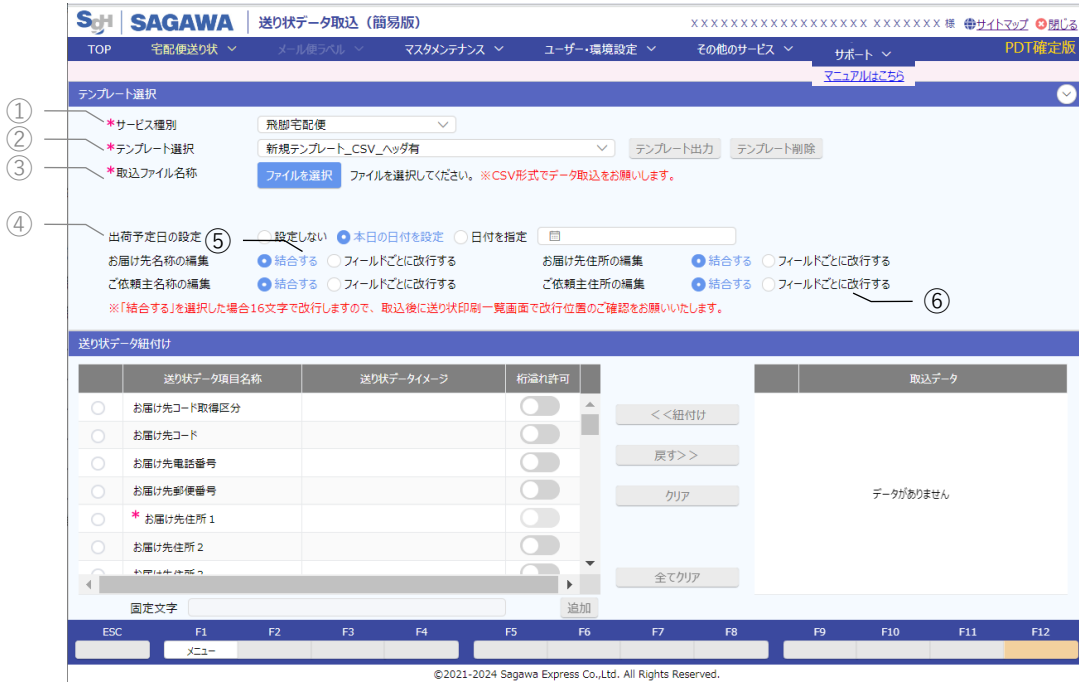 SgH SAGAWA 送り状データ取込（簡易版） XXXXXXXXXXXXXXXXXX XXXXXXX 様 サイトマップ 閉じる
TOP 宅配便送り状 メール便ラベル マスタメンテナンス ユーザー・環境設定 その他のサービス サポート PDT確定版
マニュアルはこちら
テンプレート選択
① *サービス種別 飛脚宅配便
② *テンプレート選択 新規テンプレート_CSV_ヘッダ有 テンプレート出力 テンプレート削除
③ *取込ファイル名称 ファイルを選択 ファイルを選択してください。※CSV形式でデータ取込をお願いします。
④ 出荷予定日の設定 ⑤ 設定しない 本日の日付を設定 日付を指定
お届け先名称の編集 結合する フィールドごとに改行する お届け先住所の編集 結合する フィールドごとに改行する
ご依頼主名称の編集 結合する フィールドごとに改行する ご依頼主住所の編集 結合する フィールドごとに改行する
⑥
※「結合する」を選択した場合16文字で改行しますので、取込後に送り状印刷一覧画面で改行位置のご確認をお願いいたします。
送り状データ紐付け
送り状データ項目名称 送り状データイメージ 桁溢れ許可 取込データ
お届け先コード取得区分
<<紐付け
お届け先コード
お届け先電話番号 戻す>>
お届け先郵便番号 クリア データがありません
* お届け先住所1
お届け先住所2
お届け先住所3
全てクリア
固定文字 追加
ESC F1 F2 F3 F4 F5 F6 F7 F8 F9 F10 F11 F12
メニュー
©2021-2024 Sagawa Express Co.,Ltd. All Rights Reserved.